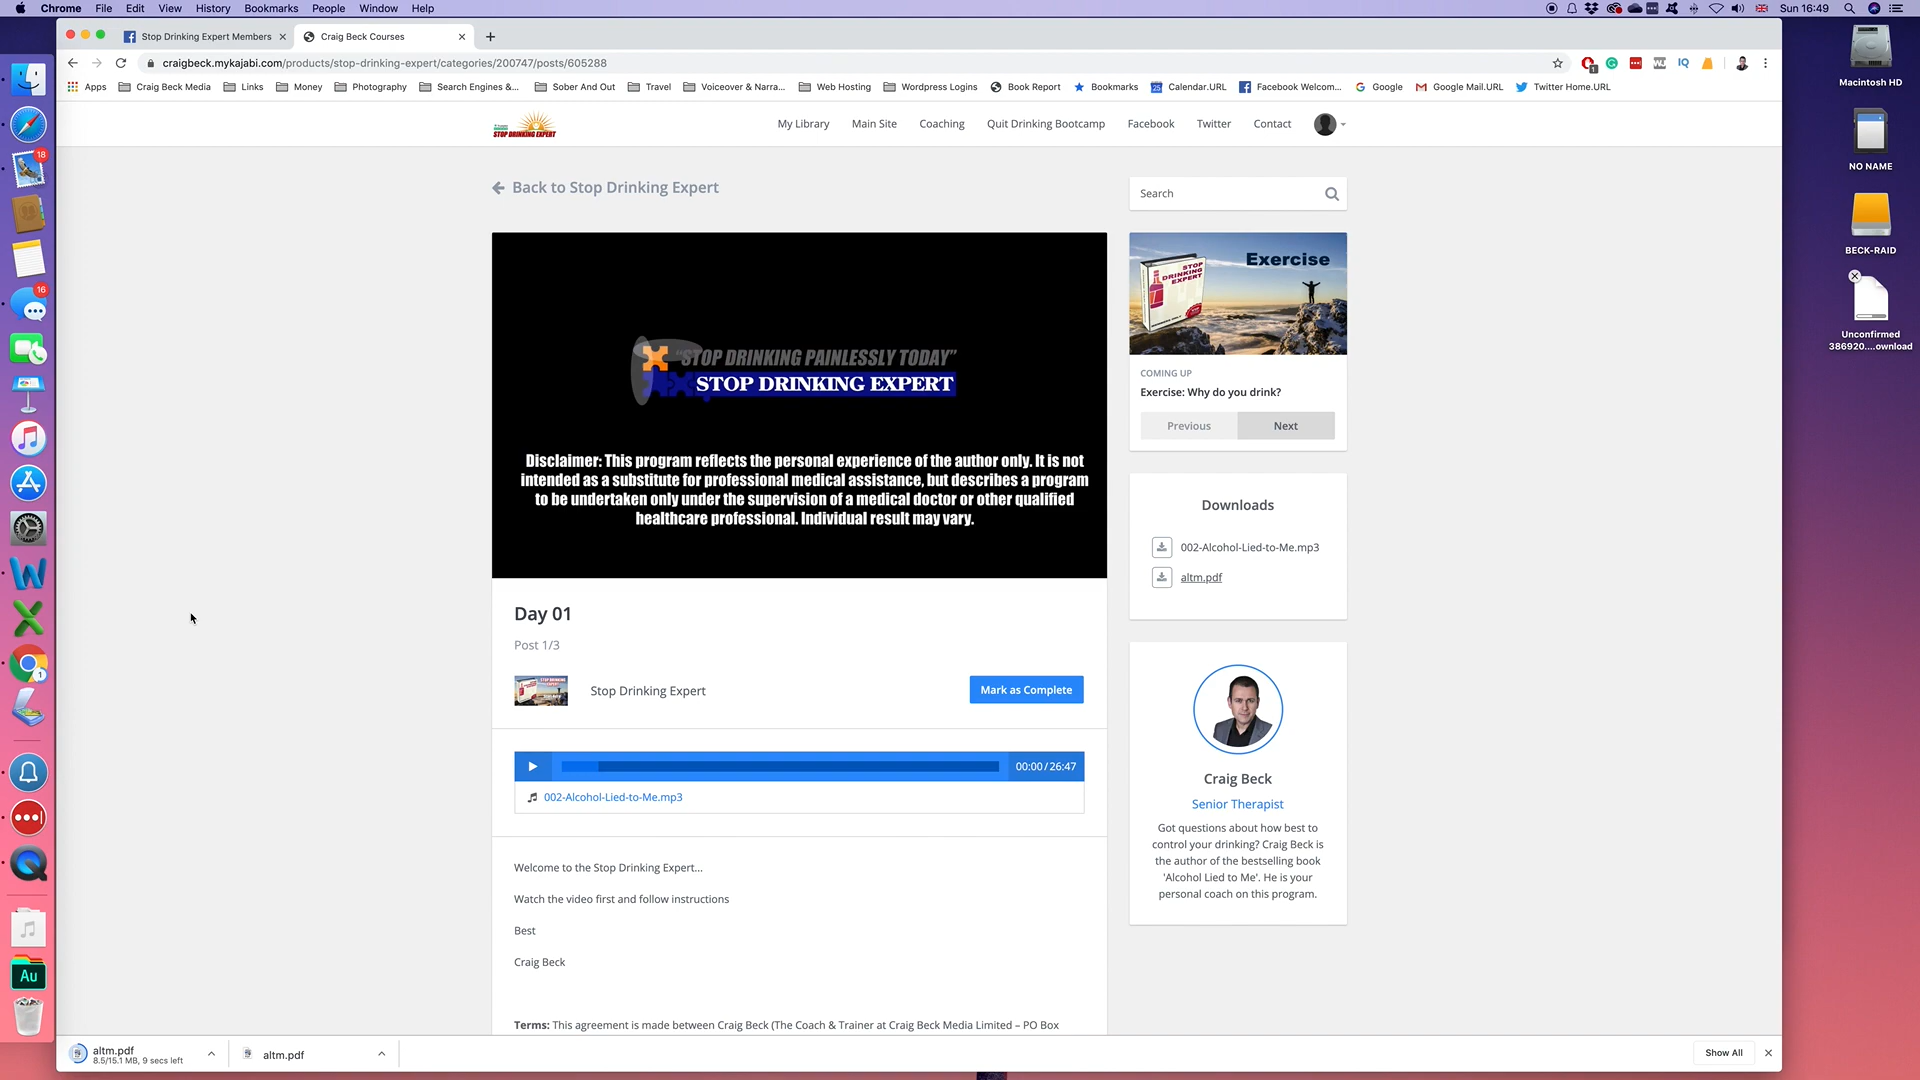 Chrome File Edit View History Bookmarks People Window Help
Sun 16:49
Stop Drinking Expert Members
Craig Beck Courses
craigbeck.mykajabi.com/products/stop-drinking-expert/categories/200747/posts/605288
Apps Craig Beck Media Links Money Photography Search Engines &... Sober And Out Travel Voiceover & Narra... Web Hosting Wordpress Logins Book Report Bookmarks Calendar.URL Facebook Welcom... Google Google Mail.URL Twitter Home.URL
STOP DRINKING EXPERT
My Library Main Site Coaching Quit Drinking Bootcamp Facebook Twitter Contact
Back to Stop Drinking Expert
Search
"STOP DRINKING PAINLESSLY TODAY"
STOP DRINKING EXPERT
Disclaimer: This program reflects the personal experience of the author only. It is not
intended as a substitute for professional medical assistance, but describes a program
to be undertaken only under the supervision of a medical doctor or other qualified
healthcare professional. Individual result may vary.
Exercise
STOP
DRINKING
EXPERT
COMING UP
Exercise: Why do you drink?
Previous Next
Downloads
002-Alcohol-Lied-to-Me.mp3
altm.pdf
Day 01
Post 1/3
Stop Drinking Expert
Mark as Complete
00:00/26:47
002-Alcohol-Lied-to-Me.mp3
Welcome to the Stop Drinking Expert...
Watch the video first and follow instructions
Best
Craig Beck
Terms: This agreement is made between Craig Beck (The Coach & Trainer at Craig Beck Media Limited – PO Box
Craig Beck
Senior Therapist
Got questions about how best to
control your drinking? Craig Beck is
the author of the bestselling book
'Alcohol Lied to Me'. He is your
personal coach on this program.
altm.pdf
8.5/15.1 MB, 9 secs left
altm.pdf
Show All
Macintosh HD
NO NAME
BECK-RAID
Unconfirmed
386920....ownload
18
16
1
Au